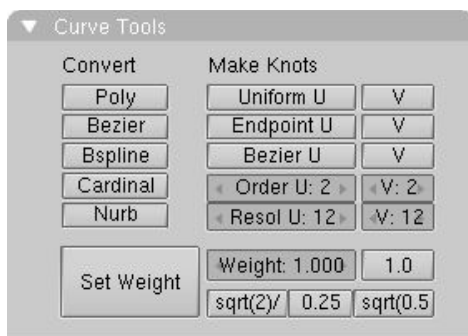 Curve Tools
Convert Make Knots
Poly Uniform U V
Bezier Endpoint U V
Bspline Bezier U V
Cardinal Order U: 2 V: 2
Nurb Resol U: 12 V: 12
Set Weight Weight: 1.000 1.0
sqrt(2)/ 0.25 sqrt(0.5